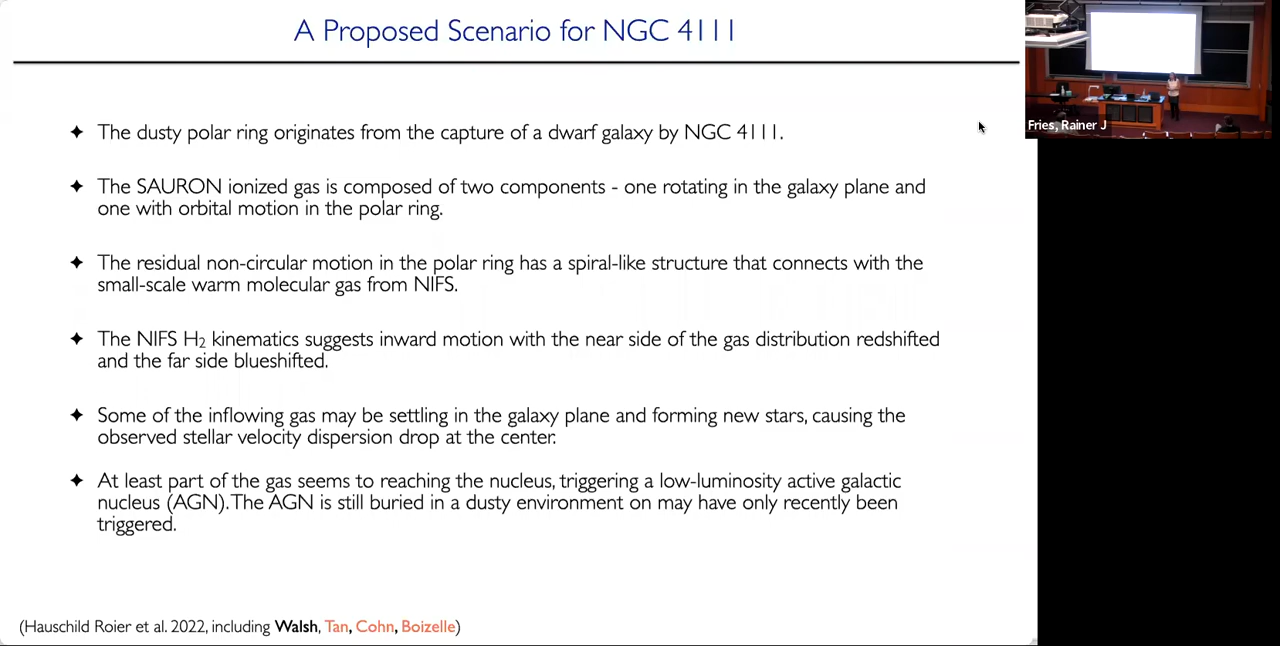 A Proposed Scenario for NGC 4111
Fries, Rainer J
✦ The dusty polar ring originates from the capture of a dwarf galaxy by NGC 4111.
✦ The SAURON ionized gas is composed of two components - one rotating in the galaxy plane and
one with orbital motion in the polar ring.
✦ The residual non-circular motion in the polar ring has a spiral-like structure that connects with the
small-scale warm molecular gas from NIFS.
✦ The NIFS H₂ kinematics suggests inward motion with the near side of the gas distribution redshifted
and the far side blueshifted.
✦ Some of the inflowing gas may be settling in the galaxy plane and forming new stars, causing the
observed stellar velocity dispersion drop at the center.
✦ At least part of the gas seems to reaching the nucleus, triggering a low-luminosity active galactic
nucleus (AGN). The AGN is still buried in a dusty environment on may have only recently been
triggered.
(Hauschild Roier et al. 2022, including Walsh, Tan, Cohn, Boizelle)